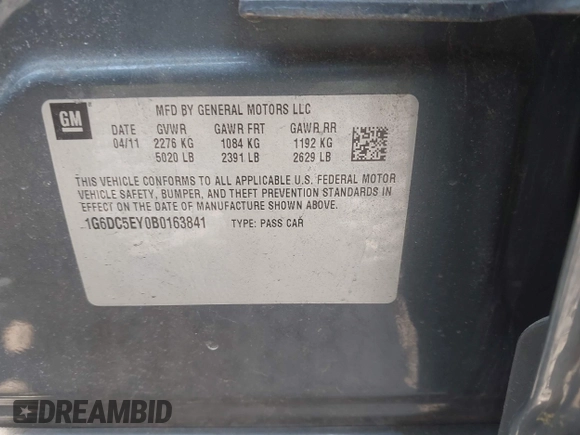 GM
MFD BY GENERAL MOTORS LLC
DATE GVWR GAWR FRT GAWR RR
04/11 2276 KG 1084 KG 1192 KG
5020 LB 2391 LB 2629 LB
THIS VEHICLE CONFORMS TO ALL APPLICABLE U.S. FEDERAL MOTOR
VEHICLE SAFETY, BUMPER, AND THEFT PREVENTION STANDARDS IN
EFFECT ON THE DATE OF MANUFACTURE SHOWN ABOVE.
1G6DC5EY0B0163841 TYPE: PASS CAR
DREAMBID